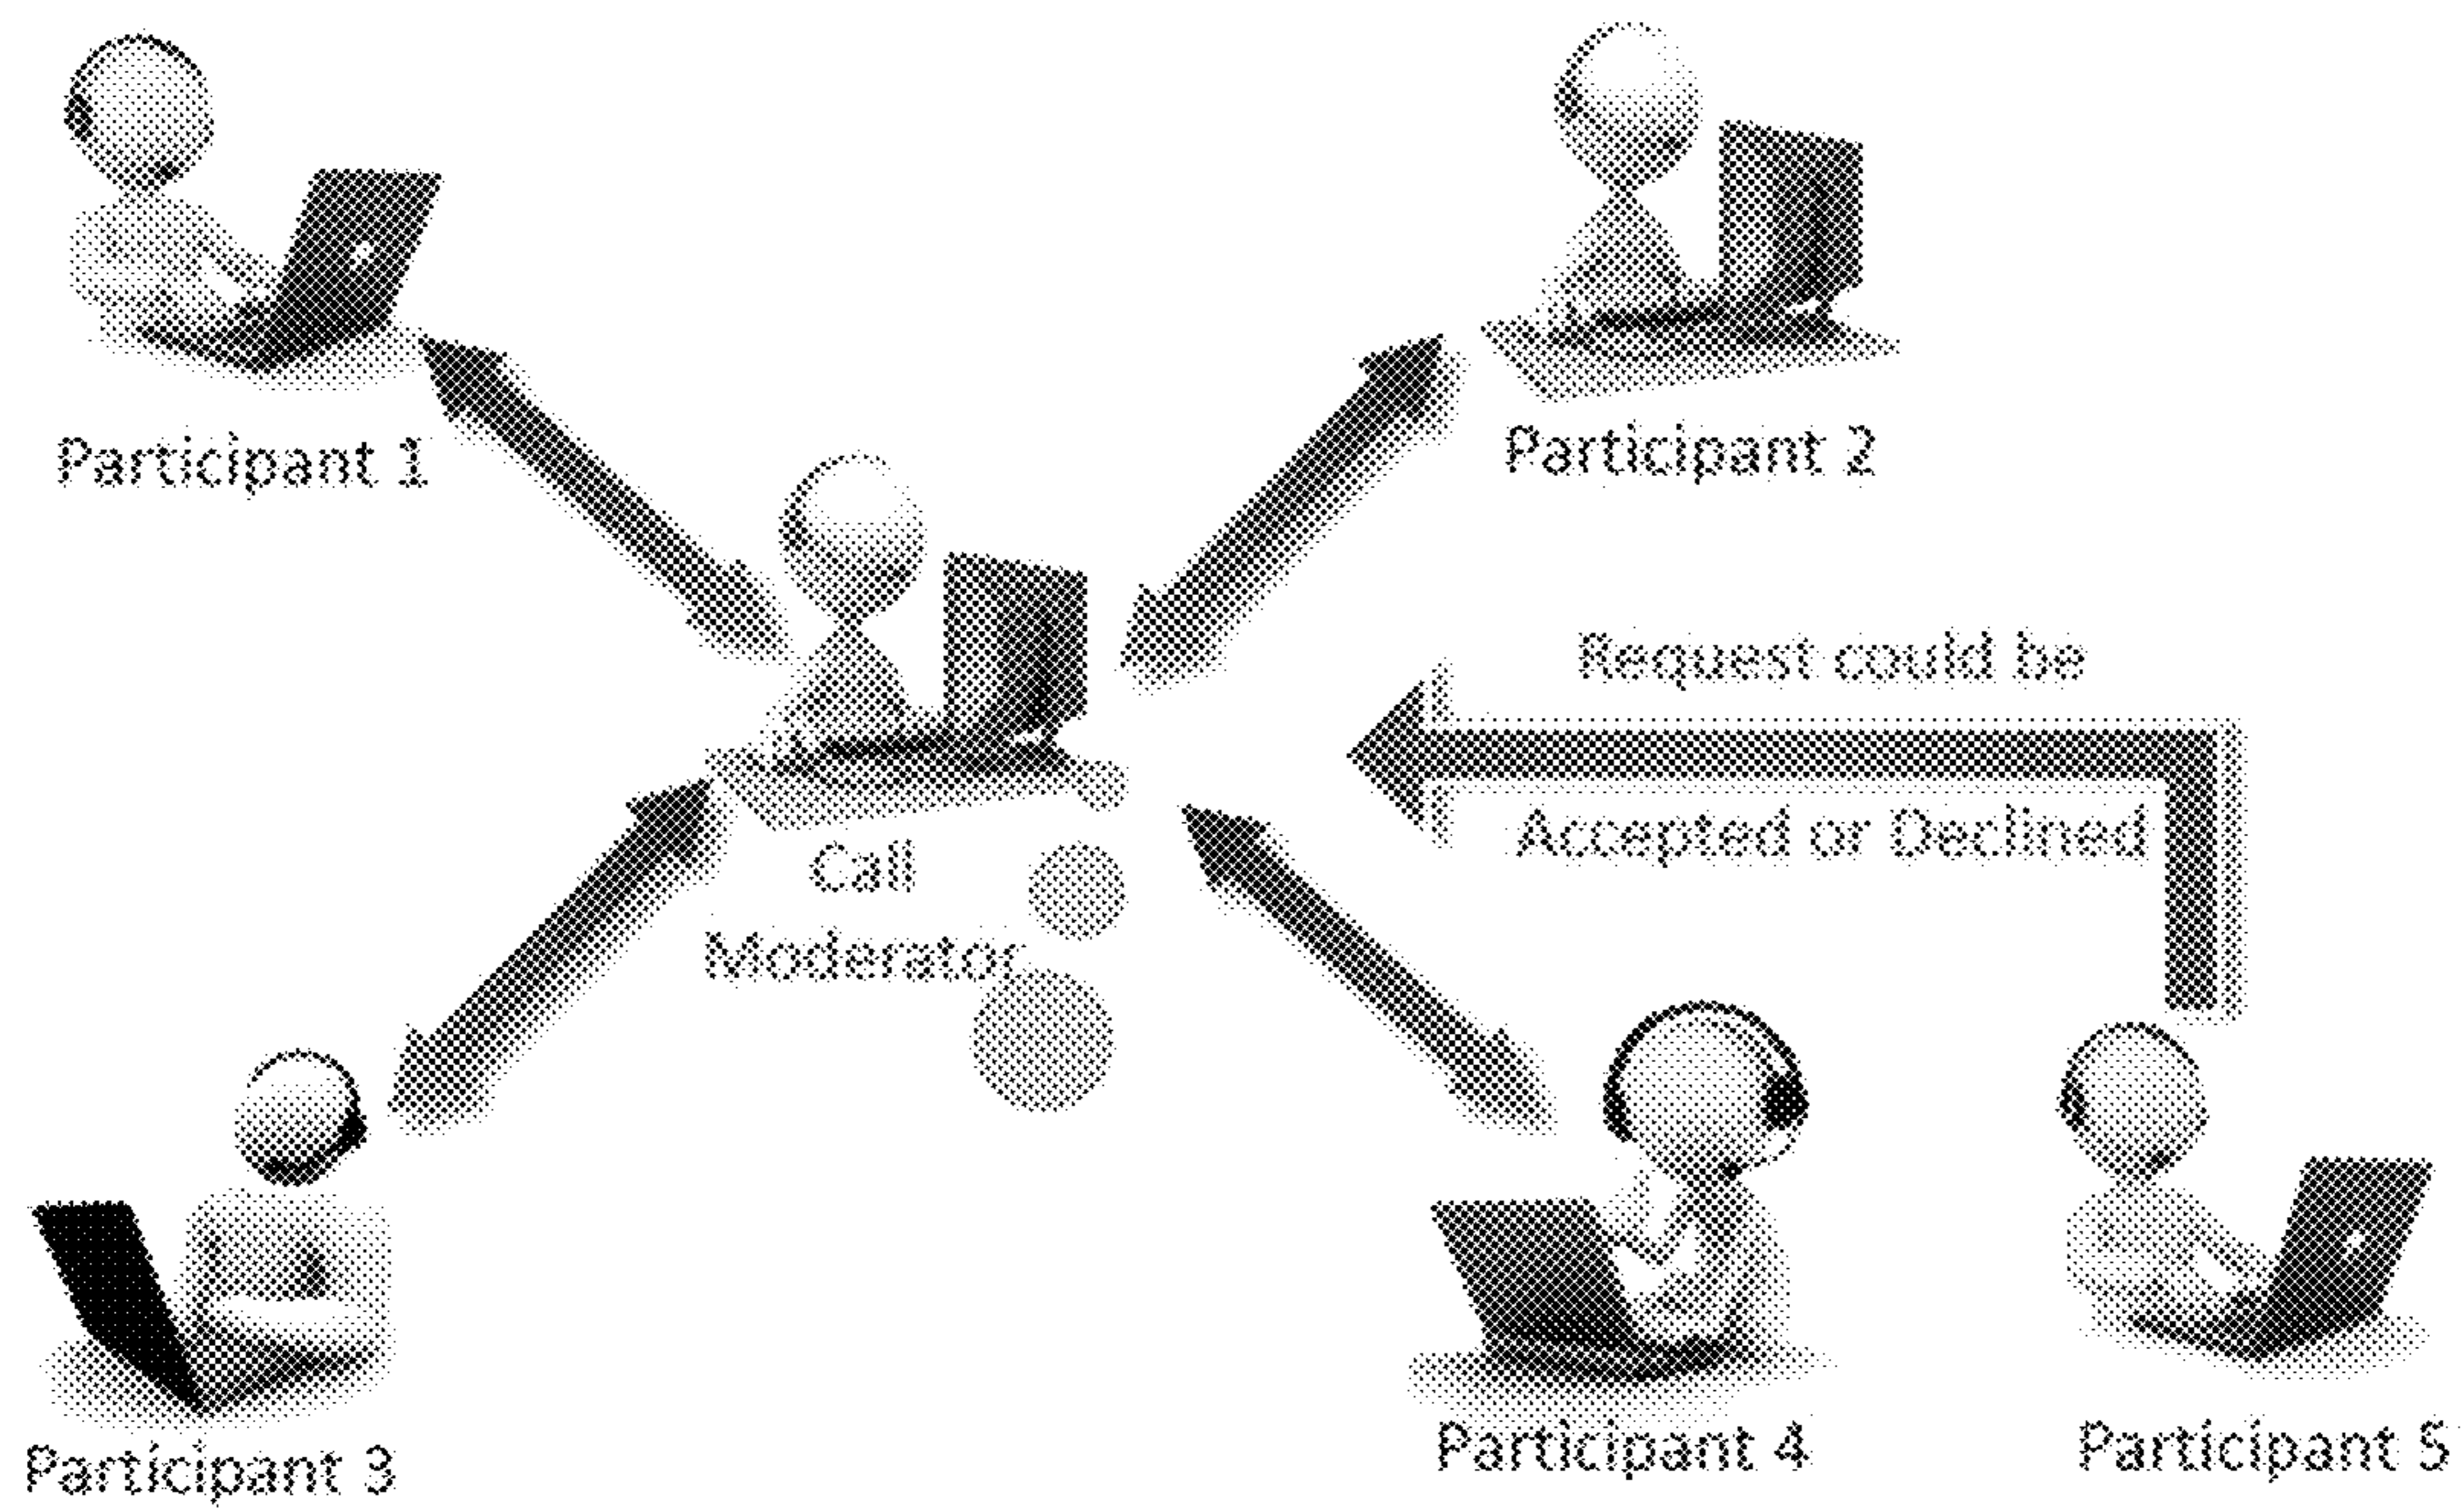 Participant 1
Participant 2
Request could be
Accepted or Declined
Call
Moderator
Participant 3
Participant 4
Participant 5